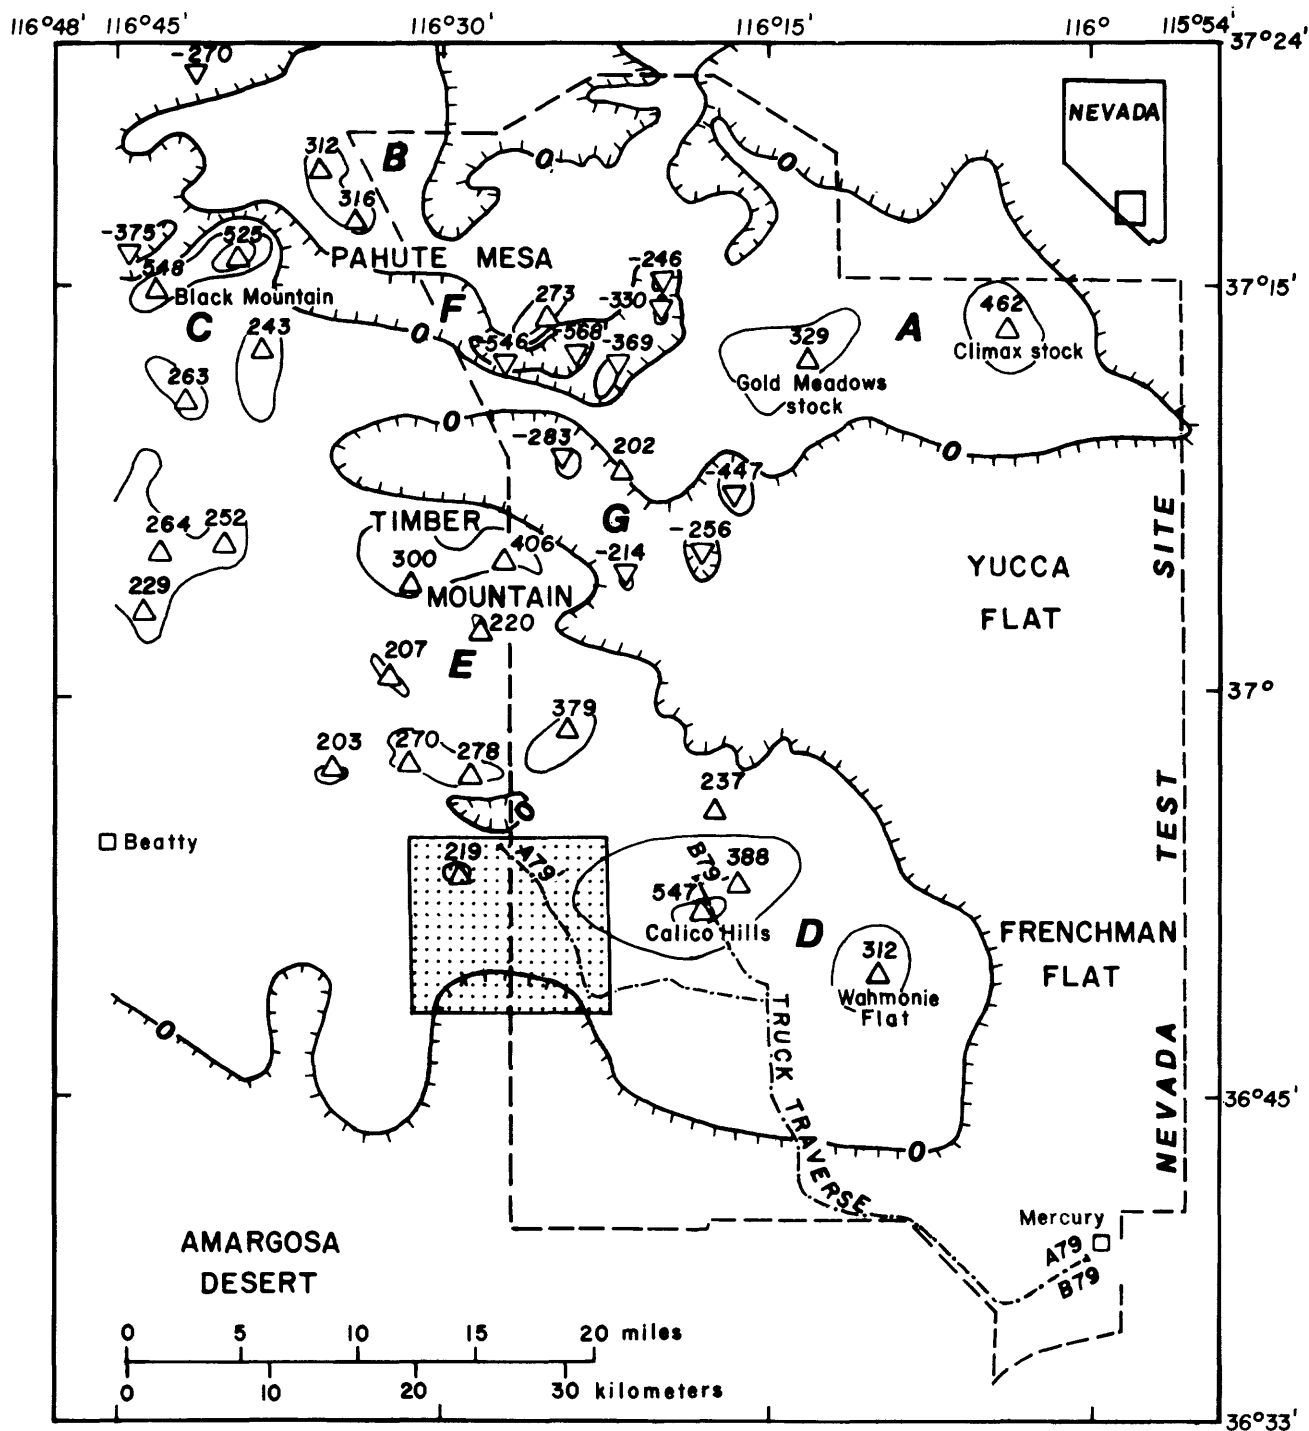 116°48' 116°45' 116°30' 116°15' 116° 115°54'
37°24'
-270
NEVADA
312
B
0
0
316
-375
525
PAHUTE MESA
-246
548
Black Mountain
37°15'
-330
273
F
462
A
C
0
329
243
-546
-568
-369
Climax stock
263
Gold Meadows
stock
0
-283
202
0
-447
264
252
TIMBER
G
-256
SITE
406
300
-214
YUCCA
FLAT
229
MOUNTAIN
220
207
E
37°
379
203
270
278
237
0
TEST
Beatty
219
A79'
B79'
388
547
Calico Hills
D
FRENCHMAN
FLAT
312
Wahmonie
Flat
0
TRUCK TRAVERSE
NEVADA
36°45'
0
Mercury
A79
B79
AMARGOSA
DESERT
0 5 10 15 20 miles
0 10 20 30 kilometers
36°33'